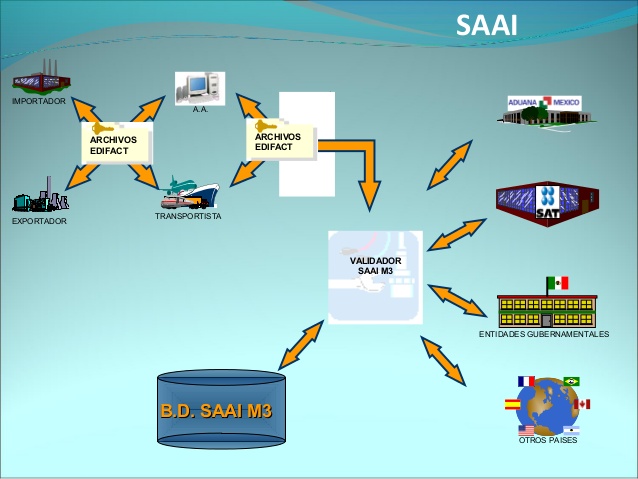 SAAI
IMPORTADOR
A.A.
ADUANA MEXICO
ARCHIVOS
EDIFACT
ARCHIVOS
EDIFACT
SAT
EXPORTADOR
TRANSPORTISTA
VALIDADOR
SAAI M3
ENTIDADES GUBERNAMENTALES
B.D. SAAI M3
OTROS PAISES